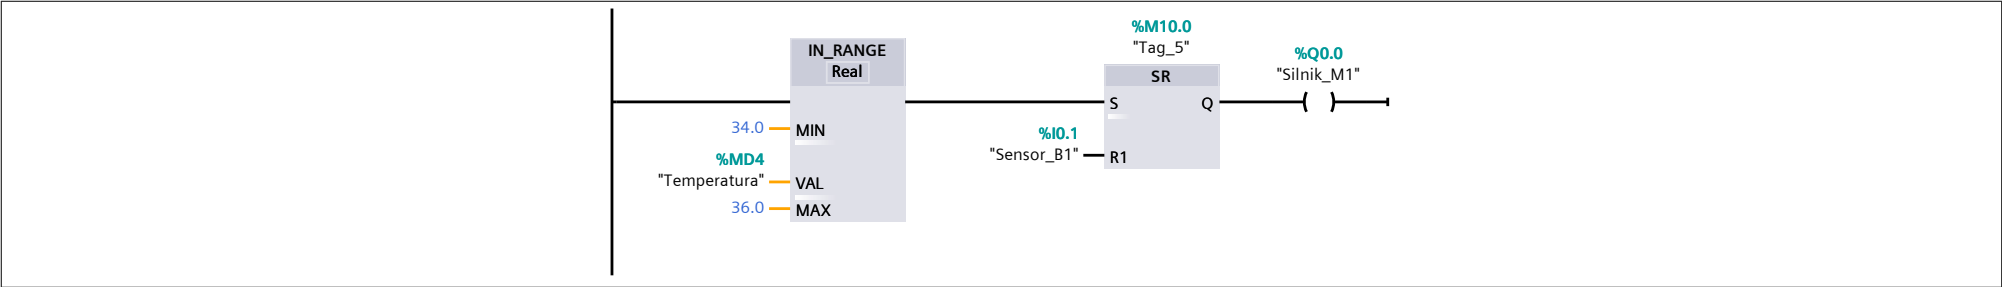 %M10.0
"Tag_5"
%Q0.0
"Silnik_M1"
IN_RANGE
Real
SR
S
Q
34.0
MIN
%I0.1
"Sensor_B1"
R1
%MD4
"Temperatura"
VAL
36.0
MAX